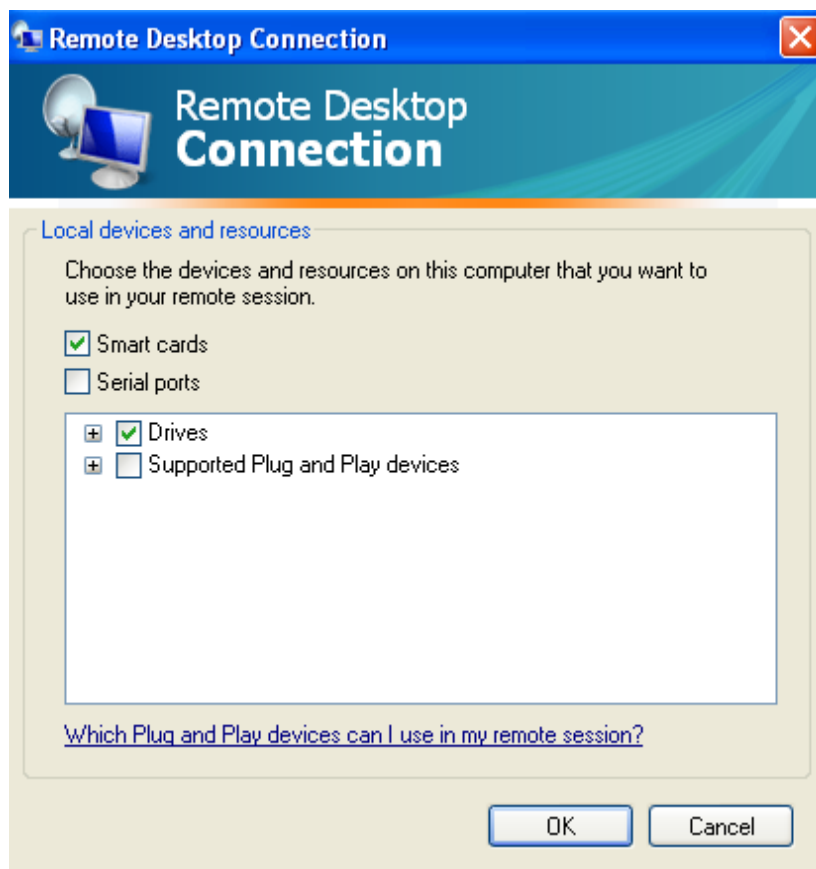 Remote Desktop Connection
Remote Desktop
Connection
Local devices and resources
Choose the devices and resources on this computer that you want to
use in your remote session.
Smart cards
Serial ports
Drives
Supported Plug and Play devices
Which Plug and Play devices can I use in my remote session?
OK Cancel